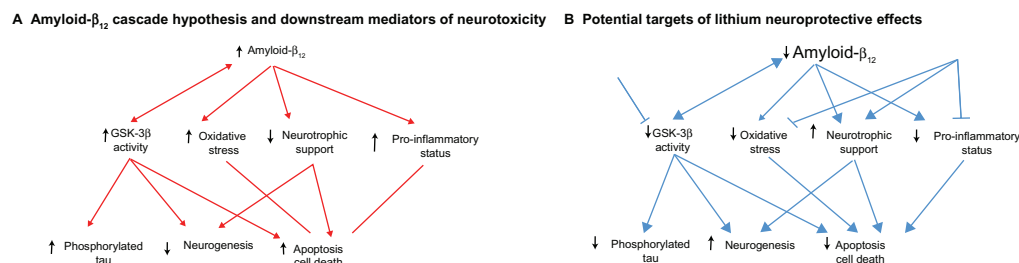 A Amyloid-β12 cascade hypothesis and downstream mediators of neurotoxicity
↑ Amyloid-β12
↑ GSK-3β
activity
↑ Oxidative
stress
↓ Neurotrophic
support
↑ Pro-inflammatory
status
↑ Phosphorylated
tau
↓ Neurogenesis
↑ Apoptosis
cell death
B Potential targets of lithium neuroprotective effects
↓ Amyloid-β12
↓ GSK-3β
activity
↓ Oxidative
stress
↑ Neurotrophic
support
↓ Pro-inflammatory
status
↓ Phosphorylated
tau
↑ Neurogenesis
↓ Apoptosis
cell death